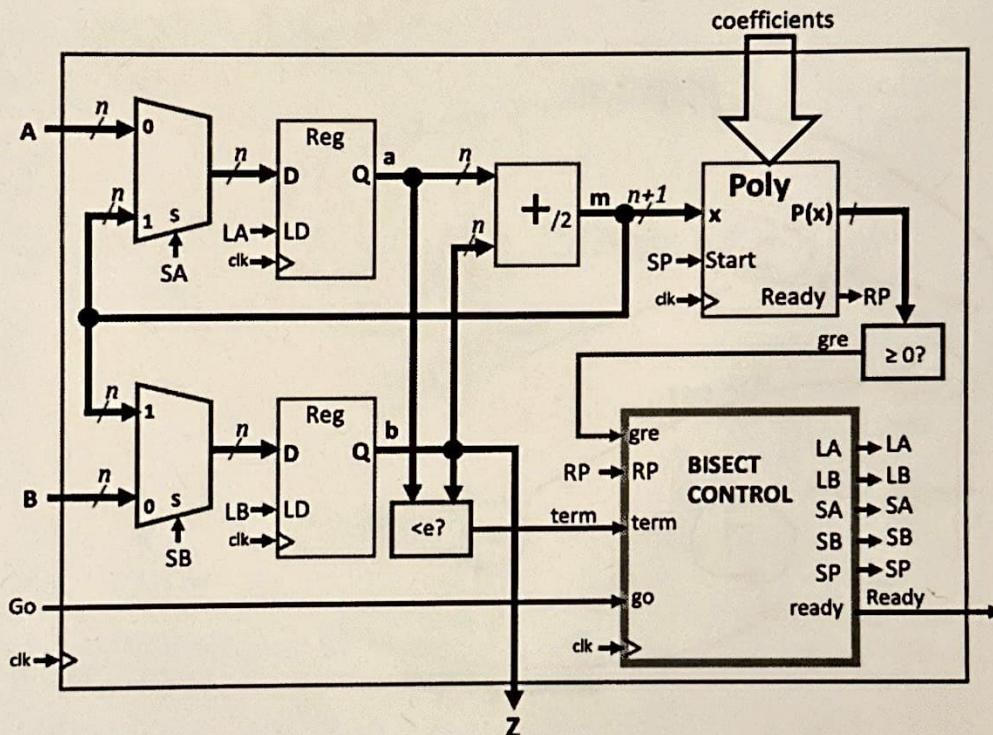 coefficients
A
n
0
n
1
s
SA
n
Reg
D
Q
LA
LD
clk
a
n
n
+/2
m
n+1
Poly
x
P(x)
SP
Start
clk
Ready
RP
gre
≥ 0?
n
1
B
n
0
s
SB
n
Reg
D
Q
LB
LD
clk
b
<e?
term
gre
RP
RP
term
go
clk
BISECT
CONTROL
LA
LA
LB
LB
SA
SA
SB
SB
SP
SP
ready
Ready
Go
clk
Z